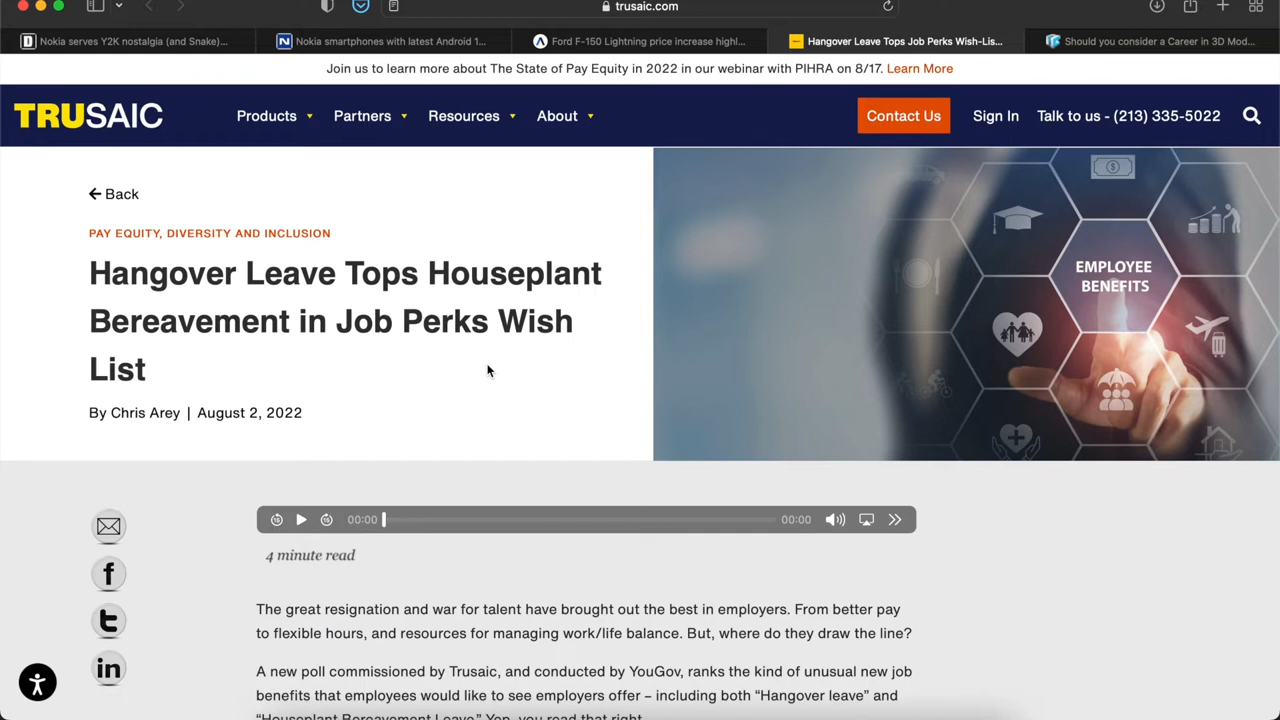 trusaic.com
Nokia serves Y2K nostalgia (and Snake)...
Nokia smartphones with latest Android 1...
Ford F-150 Lightning price increase highl...
Hangover Leave Tops Job Perks Wish-Lis...
Should you consider a Career in 3D Mod...
Join us to learn more about The State of Pay Equity in 2022 in our webinar with PIHRA on 8/17. Learn More
TRUSAIC
Products
Partners
Resources
About
Contact Us
Sign In
Talk to us - (213) 335-5022
Back
PAY EQUITY, DIVERSITY AND INCLUSION
Hangover Leave Tops Houseplant
Bereavement in Job Perks Wish
List
By Chris Arey | August 2, 2022
EMPLOYEE
BENEFITS
00:00
00:00
4 minute read
The great resignation and war for talent have brought out the best in employers. From better pay
to flexible hours, and resources for managing work/life balance. But, where do they draw the line?
A new poll commissioned by Trusaic, and conducted by YouGov, ranks the kind of unusual new job
benefits that employees would like to see employers offer – including both “Hangover leave” and
“Houseplant Bereavement Leave.” Yep, you read that right.